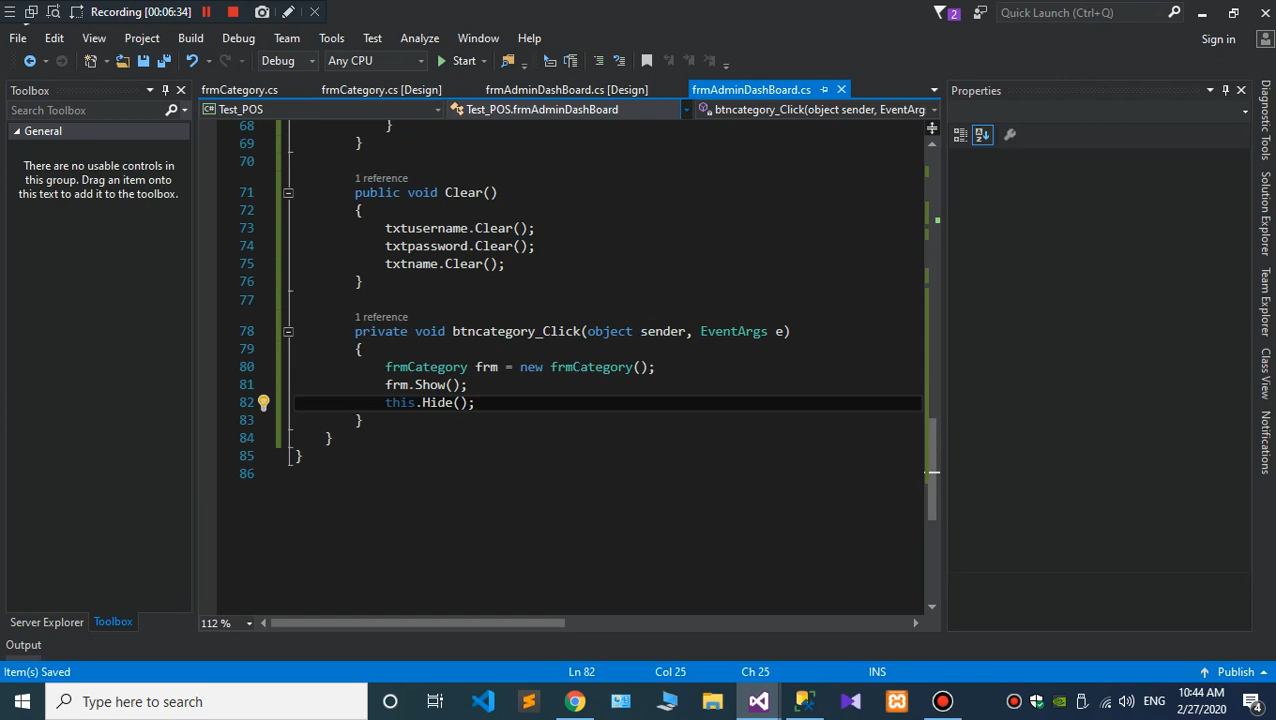 Recording [00:06:34]
2
Quick Launch (Ctrl+Q)
File Edit View Project Build Debug Team Tools Test Analyze Window Help
Sign in
Debug Any CPU Start
Toolbox
frmCategory.cs frmCategory.cs [Design] frmAdminDashBoard.cs [Design] frmAdminDashBoard.cs
Properties
Search Toolbox
Test_POS Test_POS.frmAdminDashBoard btncategory_Click(object sender, EventArg
General
There are no usable controls in
this group. Drag an item onto
this text to add it to the toolbox.
68 }
69 }
70
1 reference
71 public void Clear()
72 {
73 txtusername.Clear();
74 txtpassword.Clear();
75 txtname.Clear();
76 }
77
1 reference
78 private void btncategory_Click(object sender, EventArgs e)
79 {
80 frmCategory frm = new frmCategory();
81 frm.Show();
82 this.Hide();
83 }
84 }
85 }
86
Diagnostic Tools
Solution Explorer
Team Explorer
Class View
Notifications
112 %
Server Explorer Toolbox
Output
Item(s) Saved Ln 82 Col 25 Ch 25 INS Publish
Type here to search
ENG
10:44 AM
2/27/2020
4